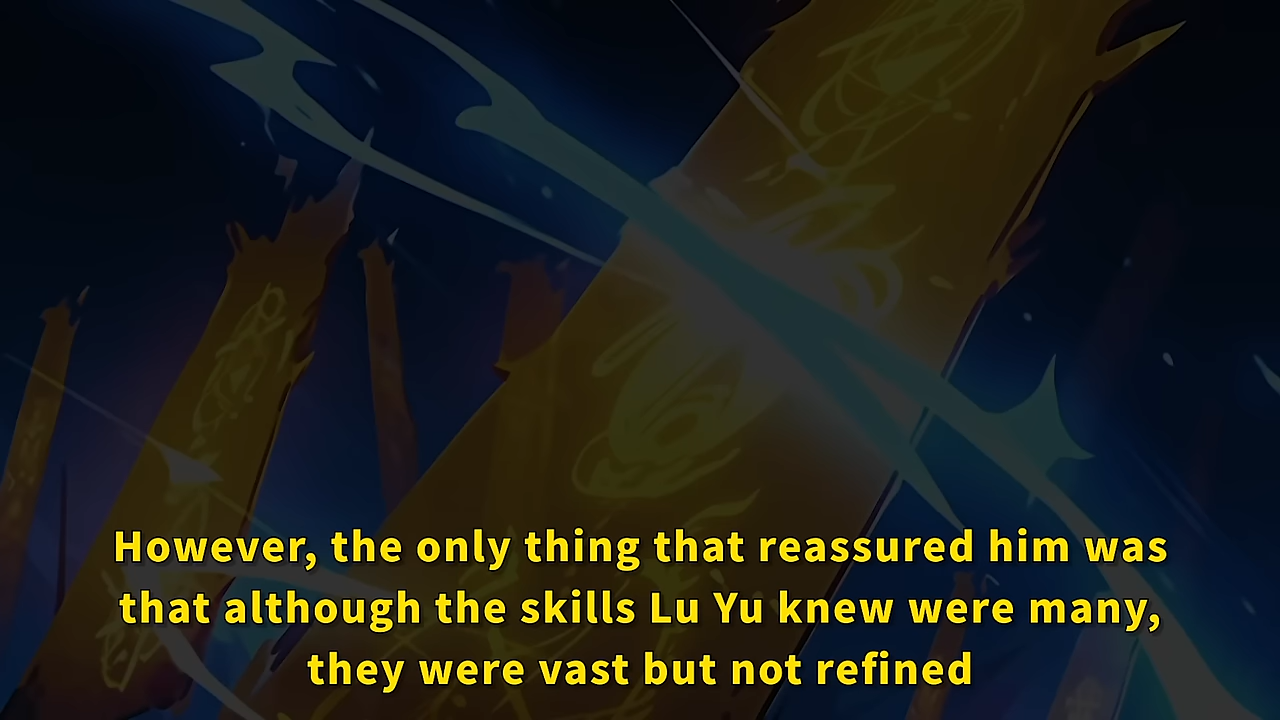 However, the only thing that reassured him was
that although the skills Lu Yu knew were many,
they were vast but not refined